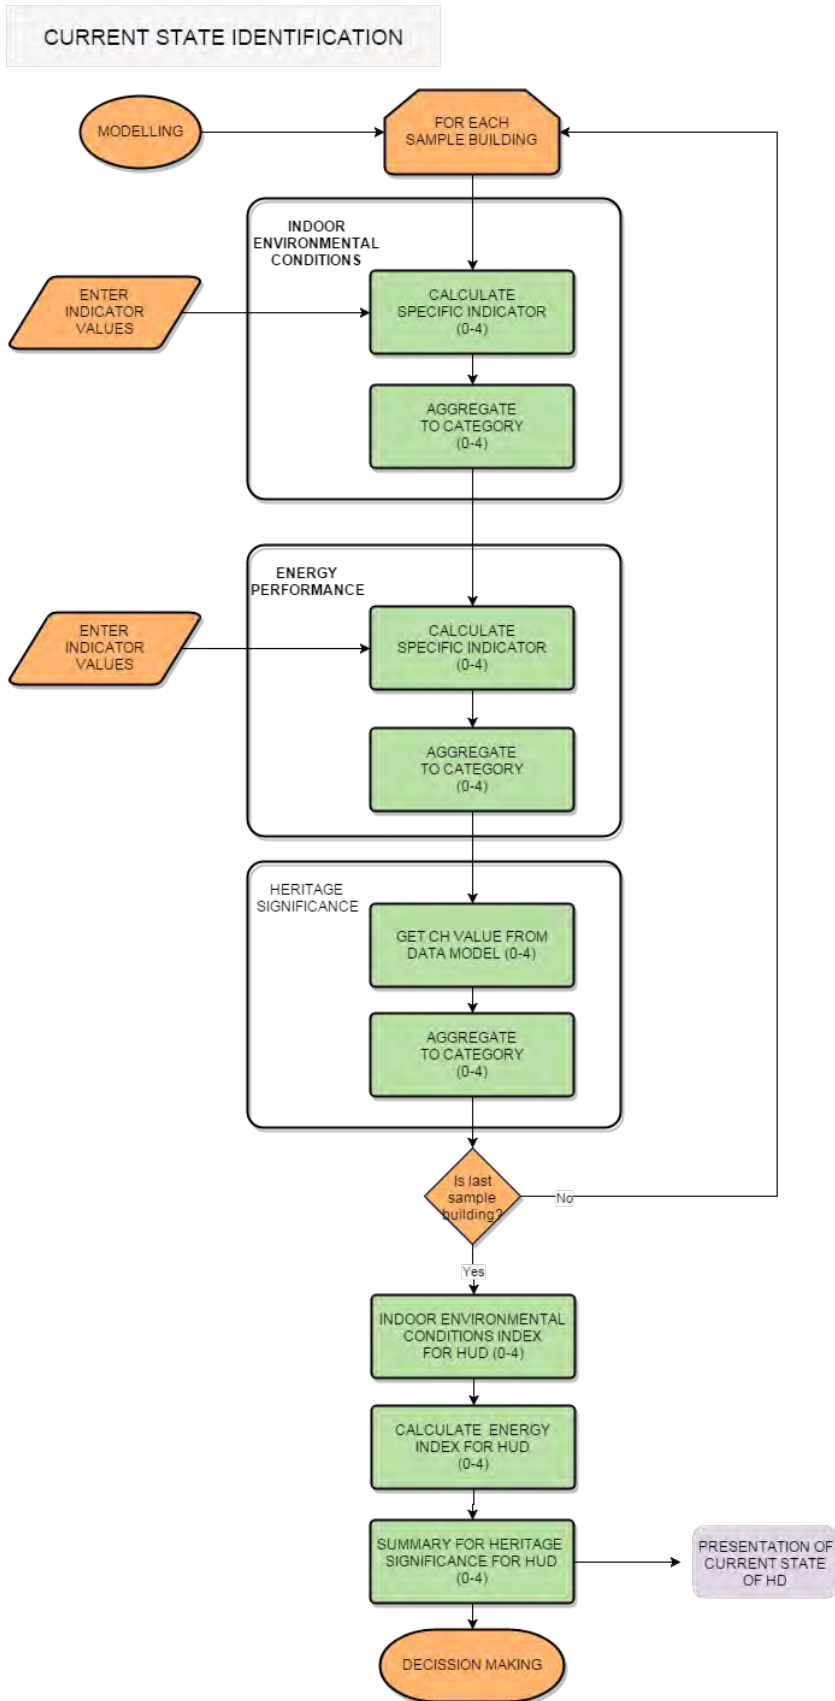 CURRENT STATE IDENTIFICATION
MODELLING
FOR EACH
SAMPLE BUILDING
INDOOR
ENVIRONMENTAL
CONDITIONS
ENTER
INDICATOR
VALUES
CALCULATE
SPECIFIC INDICATOR
(0-4)
AGGREGATE
TO CATEGORY
(0-4)
ENERGY
PERFORMANCE
ENTER
INDICATOR
VALUES
CALCULATE
SPECIFIC INDICATOR
(0-4)
AGGREGATE
TO CATEGORY
(0-4)
HERITAGE
SIGNIFICANCE
GET CH VALUE FROM
DATA MODEL (0-4)
AGGREGATE
TO CATEGORY
(0-4)
Is last
sample
building?
No
Yes
INDOOR ENVIRONMENTAL
CONDITIONS INDEX
FOR HUD (0-4)
CALCULATE ENERGY
INDEX FOR HUD
(0-4)
SUMMARY FOR HERITAGE
SIGNIFICANCE FOR HUD
(0-4)
PRESENTATION OF
CURRENT STATE
OF HD
DECISSION MAKING